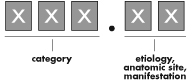 X X X . X X
category
etiology,
anatomic site,
manifestation